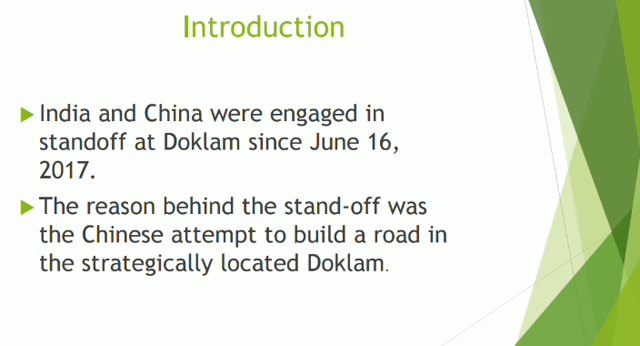 Introduction
India and China were engaged in
standoff at Doklam since June 16,
2017.
The reason behind the stand-off was
the Chinese attempt to build a road in
the strategically located Doklam.